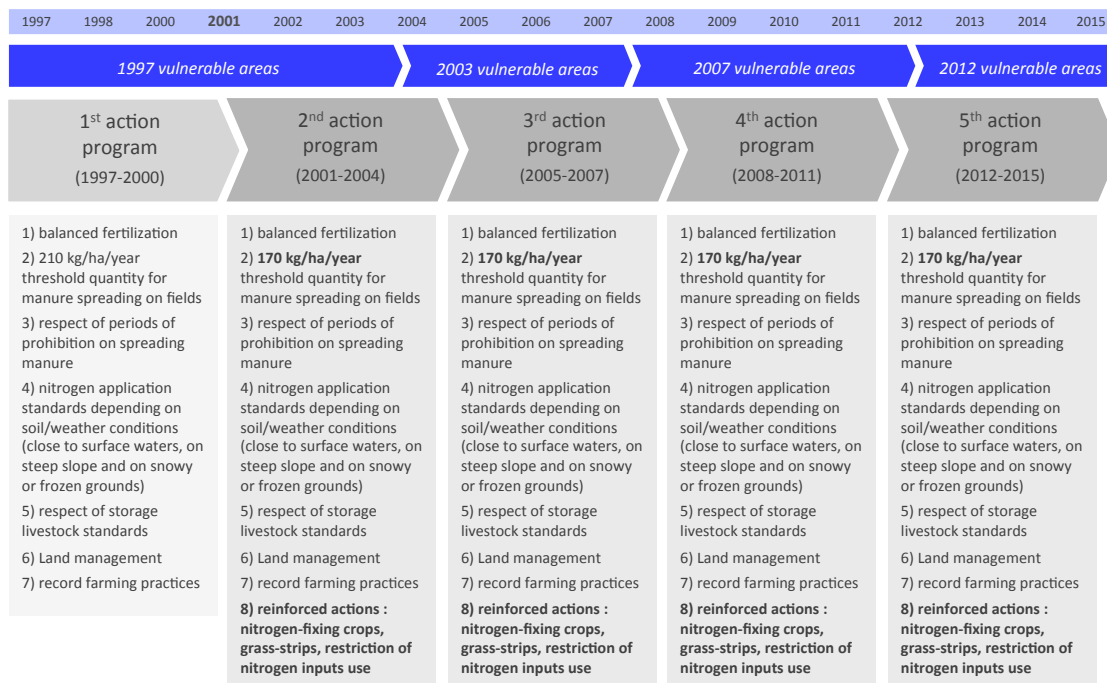 1997 1998 2000 2001 2002 2003 2004 2005 2006 2007 2008 2009 2010 2011 2012 2013 2014 2015
1997 vulnerable areas
2003 vulnerable areas
2007 vulnerable areas
2012 vulnerable areas
1st action
program
(1997-2000)
2nd action
program
(2001-2004)
3rd action
program
(2005-2007)
4th action
program
(2008-2011)
5th action
program
(2012-2015)
1) balanced fertilization
2) 210 kg/ha/year
threshold quantity for
manure spreading on fields
3) respect of periods of
prohibition on spreading
manure
4) nitrogen application
standards depending on
soil/weather conditions
(close to surface waters, on
steep slope and on snowy
or frozen grounds)
5) respect of storage
livestock standards
6) Land management
7) record farming practices
1) balanced fertilization
2) 170 kg/ha/year
threshold quantity for
manure spreading on fields
3) respect of periods of
prohibition on spreading
manure
4) nitrogen application
standards depending on
soil/weather conditions
(close to surface waters, on
steep slope and on snowy
or frozen grounds)
5) respect of storage
livestock standards
6) Land management
7) record farming practices
8) reinforced actions :
nitrogen-fixing crops,
grass-strips, restriction of
nitrogen inputs use
1) balanced fertilization
2) 170 kg/ha/year
threshold quantity for
manure spreading on fields
3) respect of periods of
prohibition on spreading
manure
4) nitrogen application
standards depending on
soil/weather conditions
(close to surface waters, on
steep slope and on snowy
or frozen grounds)
5) respect of storage
livestock standards
6) Land management
7) record farming practices
8) reinforced actions :
nitrogen-fixing crops,
grass-strips, restriction of
nitrogen inputs use
1) balanced fertilization
2) 170 kg/ha/year
threshold quantity for
manure spreading on fields
3) respect of periods of
prohibition on spreading
manure
4) nitrogen application
standards depending on
soil/weather conditions
(close to surface waters, on
steep slope and on snowy
or frozen grounds)
5) respect of storage
livestock standards
6) Land management
7) record farming practices
8) reinforced actions :
nitrogen-fixing crops,
grass-strips, restriction of
nitrogen inputs use
1) balanced fertilization
2) 170 kg/ha/year
threshold quantity for
manure spreading on fields
3) respect of periods of
prohibition on spreading
manure
4) nitrogen application
standards depending on
soil/weather conditions
(close to surface waters, on
steep slope and on snowy
or frozen grounds)
5) respect of storage
livestock standards
6) Land management
7) record farming practices
8) reinforced actions :
nitrogen-fixing crops,
grass-strips, restriction of
nitrogen inputs use